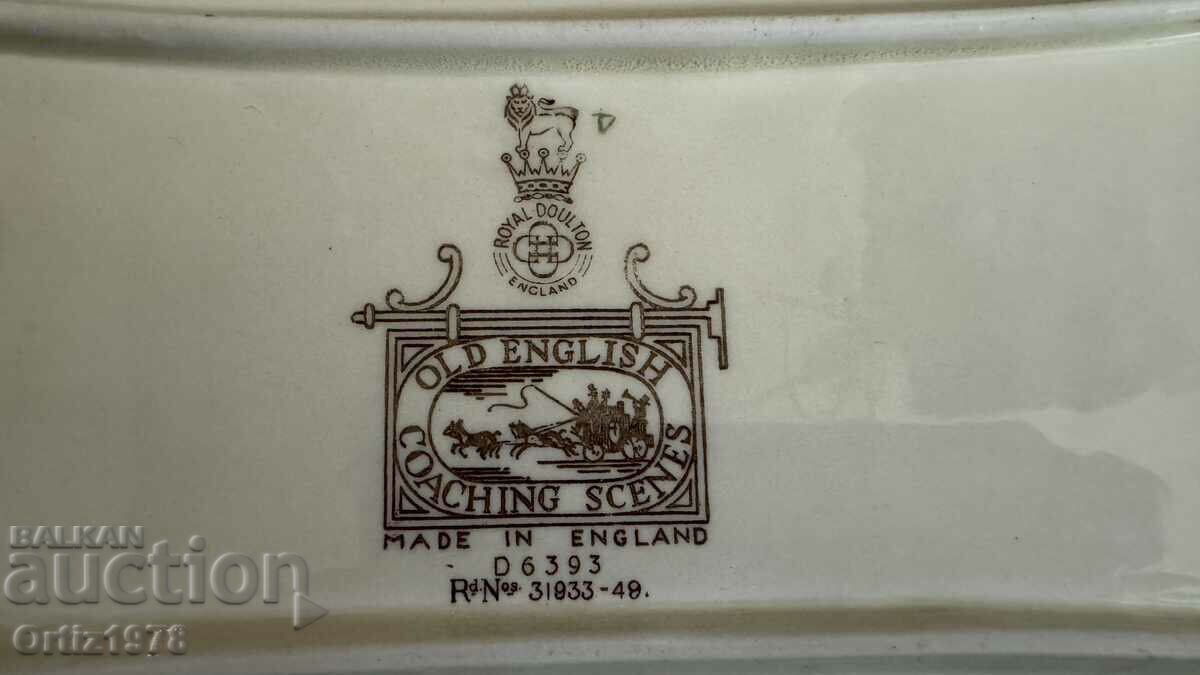 D
ROYAL DOULTON
ENGLAND
OLD ENGLISH
COACHING SCENES
MADE IN ENGLAND
D6393
Rd. Nos. 31933-49.
BALKAN
auction
Ortiz1978